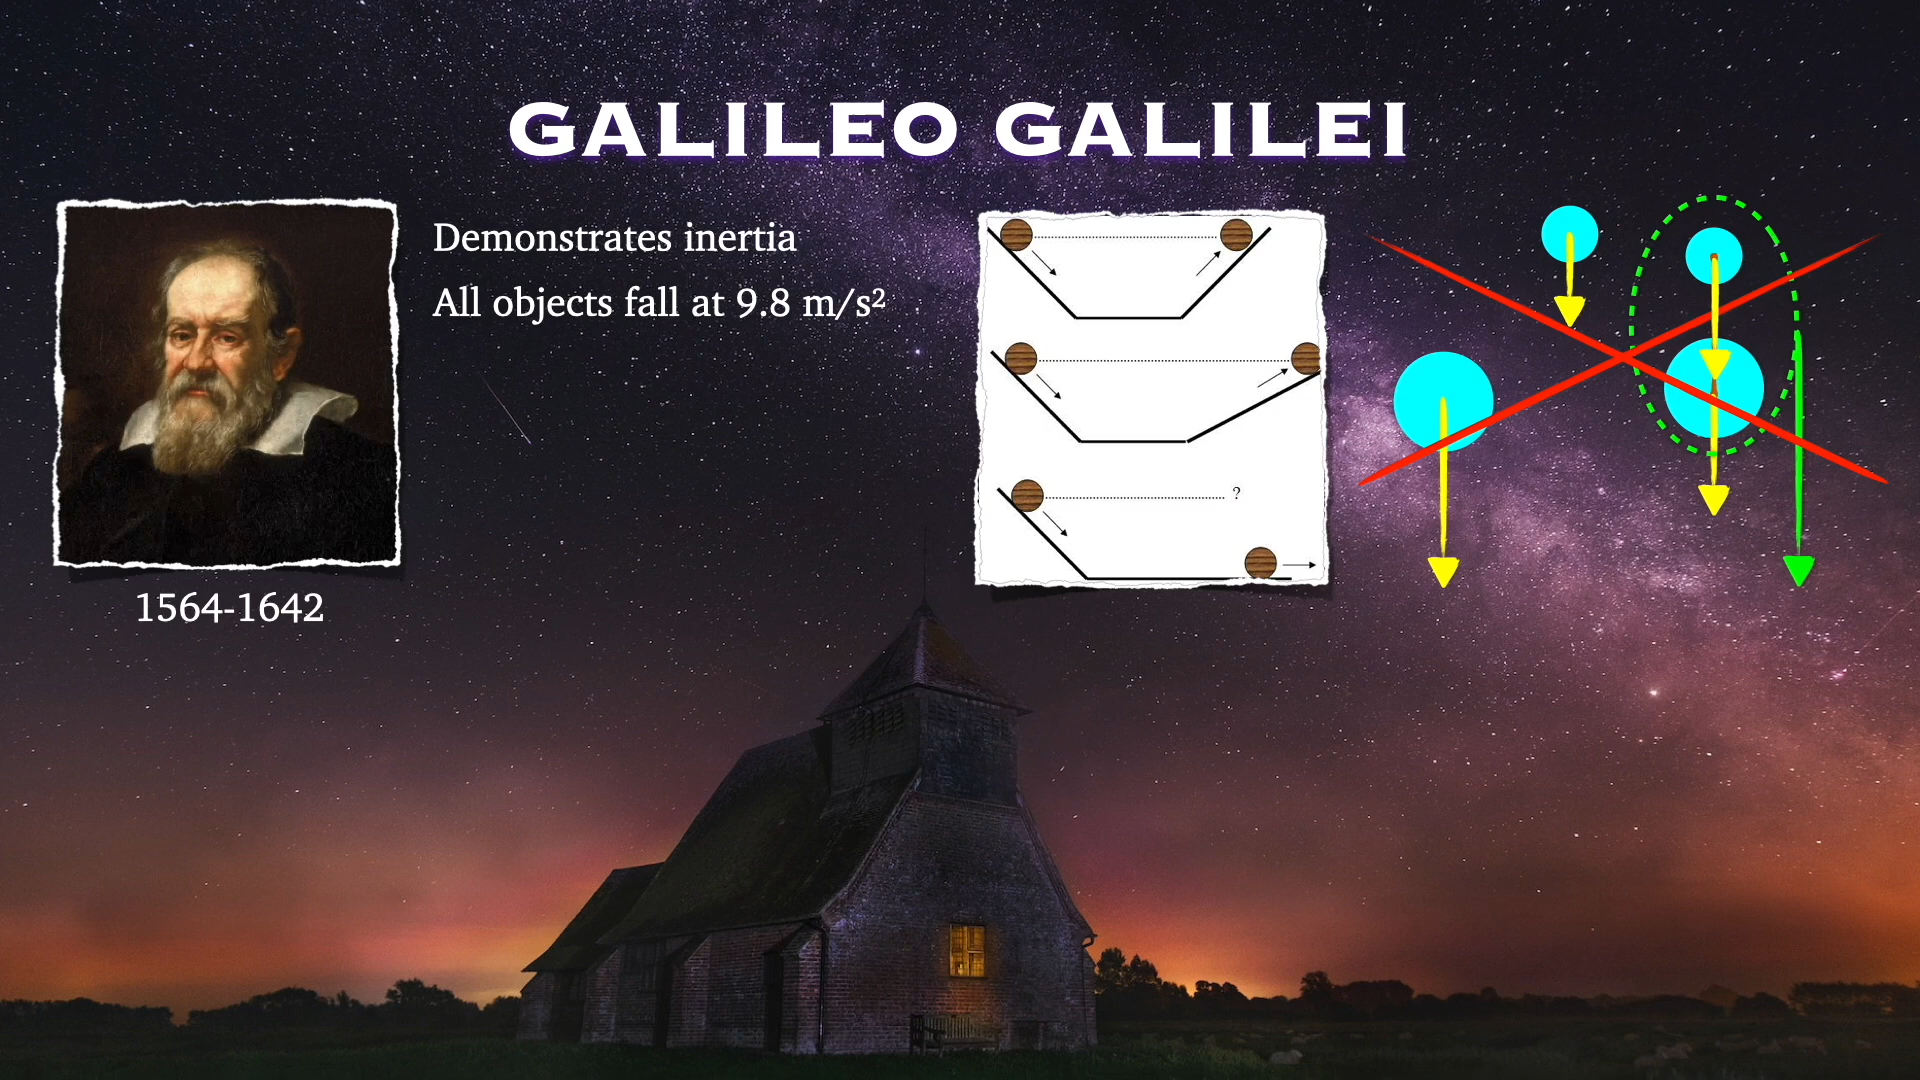 GALILEO GALILEI
Demonstrates inertia
All objects fall at 9.8 m/s²
?
1564-1642